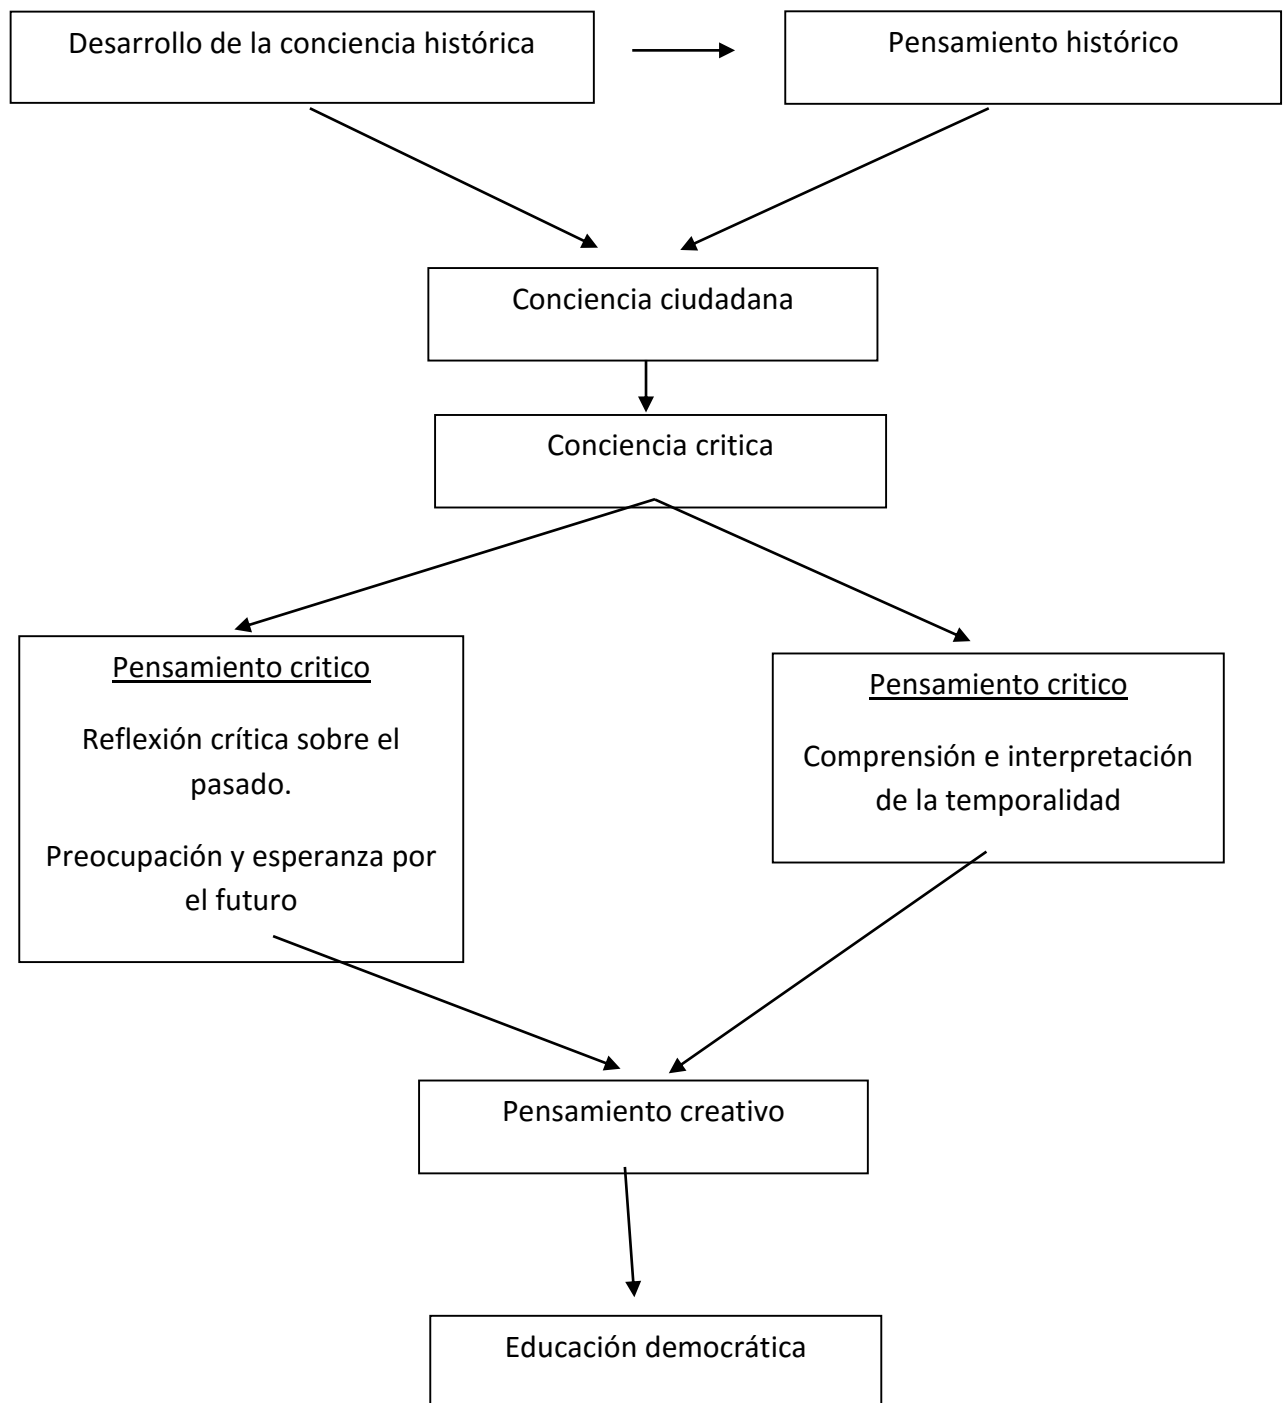 Desarrollo de la conciencia histórica
Pensamiento histórico
Conciencia ciudadana
Conciencia critica
Pensamiento critico
Reflexión crítica sobre el
pasado.
Preocupación y esperanza por
el futuro
Pensamiento critico
Comprensión e interpretación
de la temporalidad
Pensamiento creativo
Educación democrática